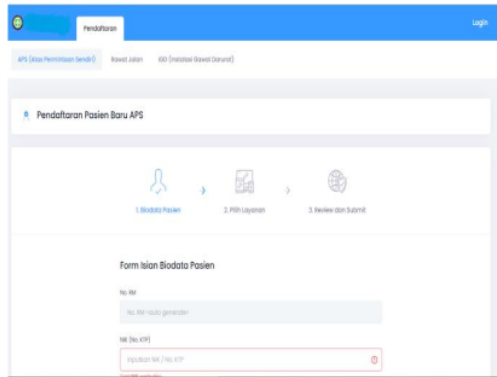 Pendaftaran
Login
APS (Atas Permintaan Sendiri)
Rawat Jalan
IGD (Instalasi Gawat Darurat)
Pendaftaran Pasien Baru APS
1. Biodata Pasien
2. Pilih Layanan
3. Review dan Submit
Form Isian Biodata Pasien
No. RM
No. RM <auto generate>
NIK (No. KTP)
Inputkan NIK / No. KTP